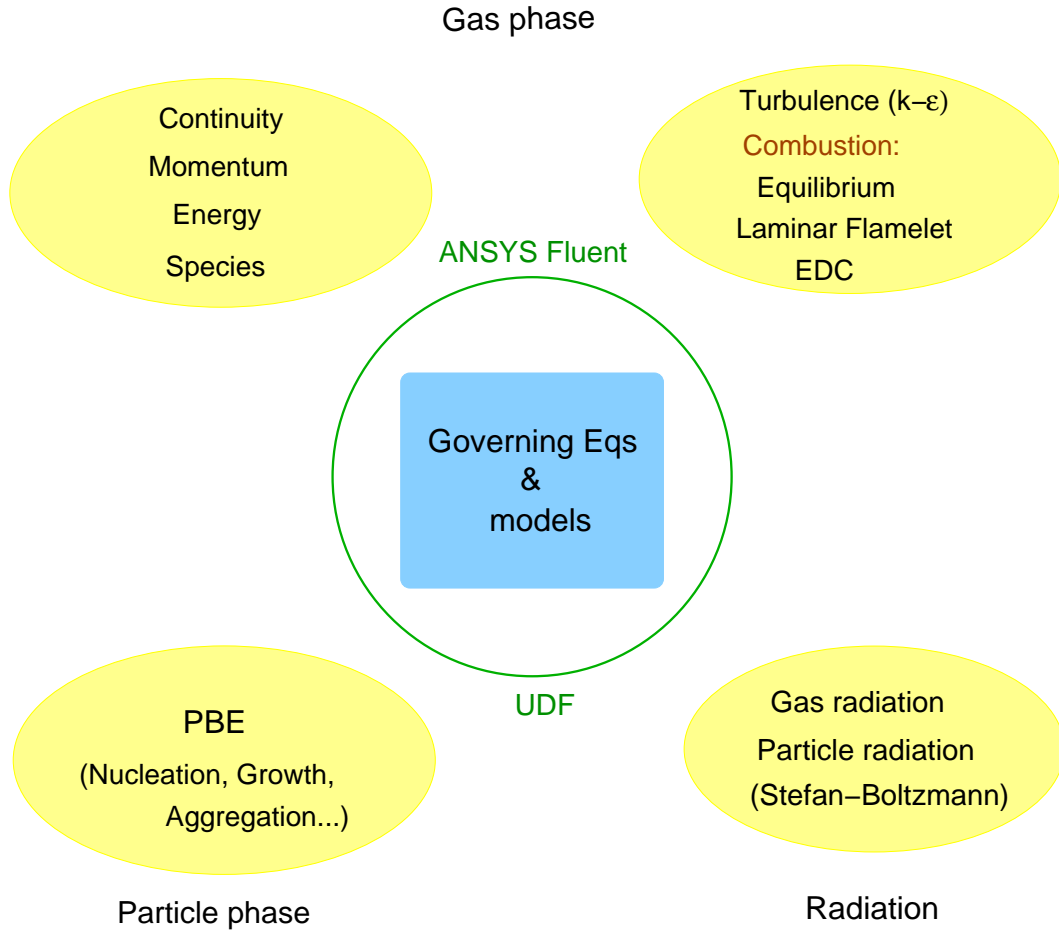 Gas phase
Continuity
Momentum
Energy
Species
Turbulence (k−ε)
Combustion:
Equilibrium
Laminar Flamelet
EDC
ANSYS Fluent
Governing Eqs
&
models
UDF
PBE
(Nucleation, Growth,
Aggregation...)
Particle phase
Gas radiation
Particle radiation
(Stefan−Boltzmann)
Radiation